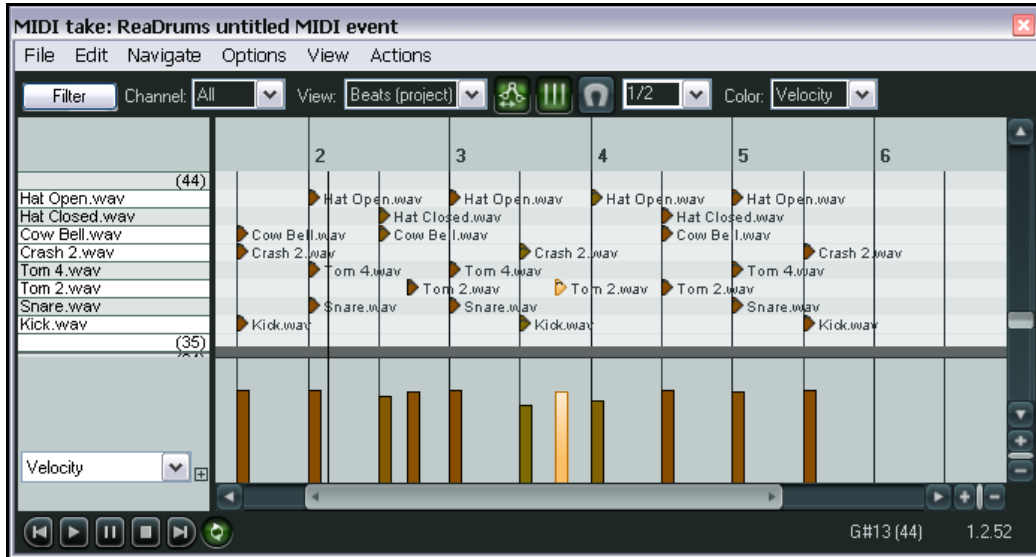 MIDI take: ReaDrums untitled MIDI event
File Edit Navigate Options View Actions
Filter Channel: All View: Beats (project) 1/2 Color: Velocity
2 3 4 5 6
(44)
Hat Open.wav Hat Open.wav Hat Open.wav Hat Open.wav Hat Open.wav
Hat Closed.wav Hat Closed.wav Hat Closed.wav
Cow Bell.wav Cow Bell.wav Cow Bell.wav Cow Bell.wav
Crash 2.wav Crash 2.wav Crash 2.wav Crash 2.wav
Tom 4.wav Tom 4.wav Tom 4.wav Tom 4.wav
Tom 2.wav Tom 2.wav Tom 2.wav Tom 2.wav
Snare.wav Snare.wav Snare.wav Snare.wav
Kick.wav Kick.wav Kick.wav Kick.wav
(35)
Velocity
G#13 (44) 1.2.52